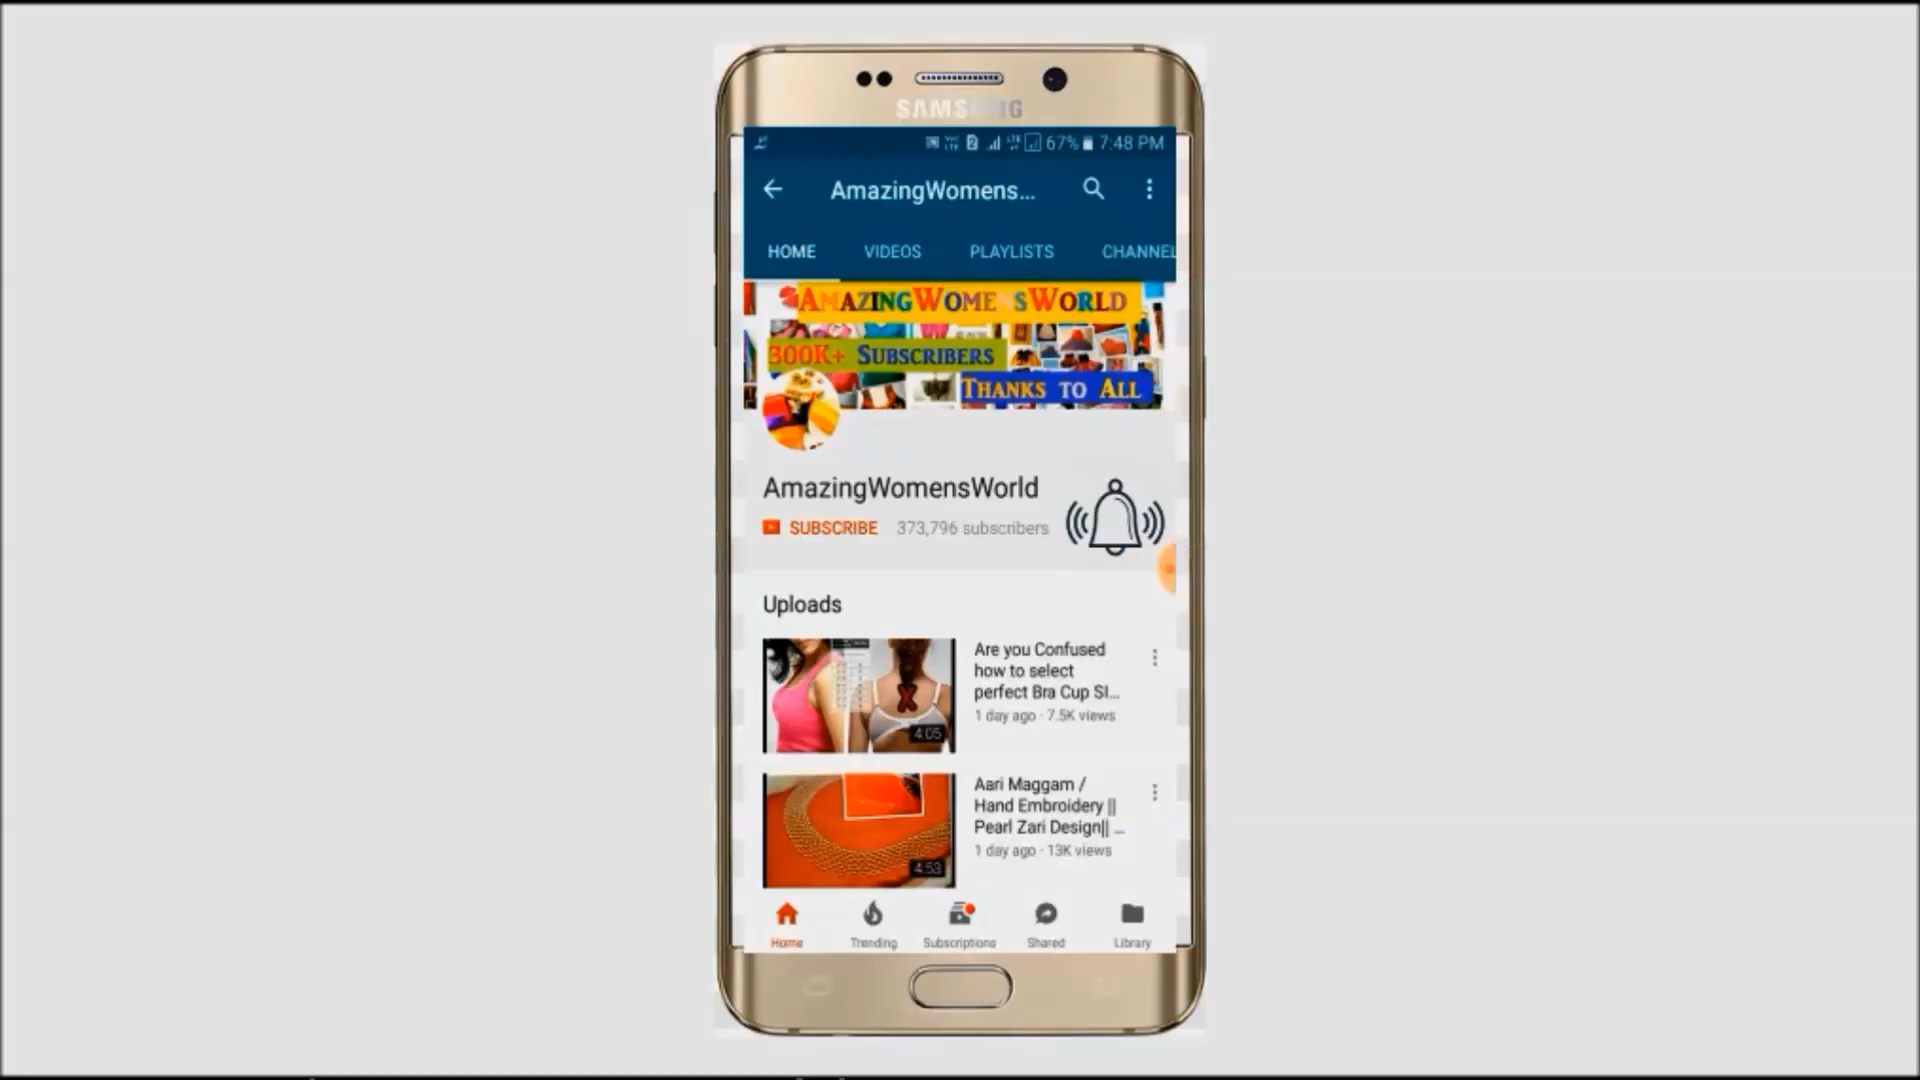 SAMSUNG
67% 7:48 PM
AmazingWomens...
HOME VIDEOS PLAYLISTS CHANNEL
AMAZINGWOMENSWORLD
300K+ SUBSCRIBERS
THANKS TO ALL
AmazingWomensWorld
SUBSCRIBE 373,796 subscribers
Uploads
Are you Confused
how to select
perfect Bra Cup SI...
1 day ago · 7.5K views
4:05
Aari Maggam /
Hand Embroidery ||
Pearl Zari Design|| ...
1 day ago · 13K views
4:53
Home Trending Subscriptions Shared Library